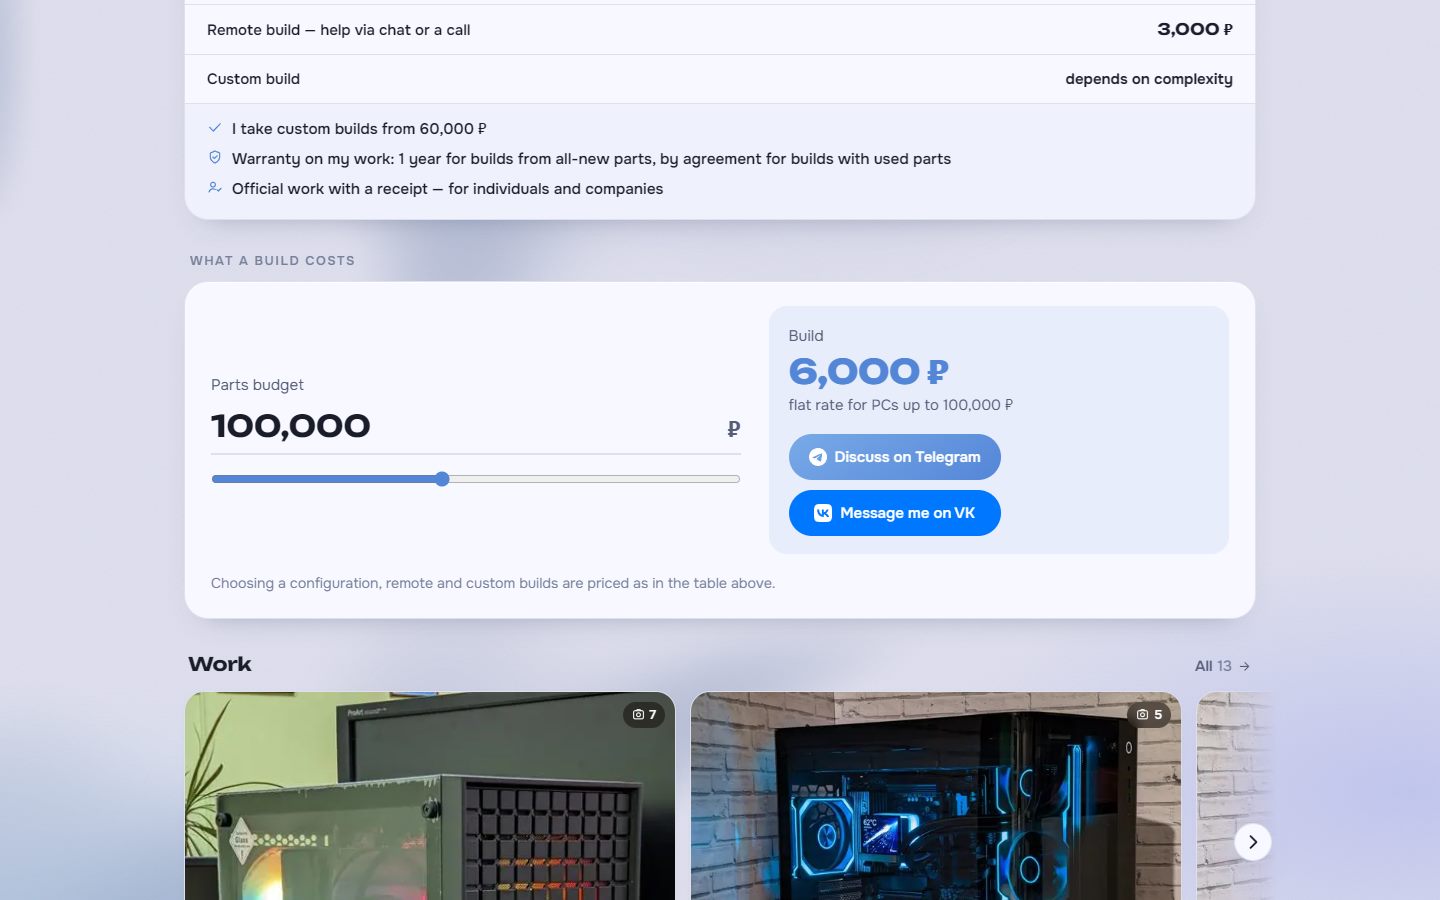 Remote build — help via chat or a call
3,000 ₽
Custom build
depends on complexity
I take custom builds from 60,000 ₽
Warranty on my work: 1 year for builds from all-new parts, by agreement for builds with used parts
Official work with a receipt — for individuals and companies
WHAT A BUILD COSTS
Parts budget
100,000 ₽
Build
6,000 ₽
flat rate for PCs up to 100,000 ₽
Discuss on Telegram
Message me on VK
Choosing a configuration, remote and custom builds are priced as in the table above.
Work
All 13 →
7
5
ProArt
62°C